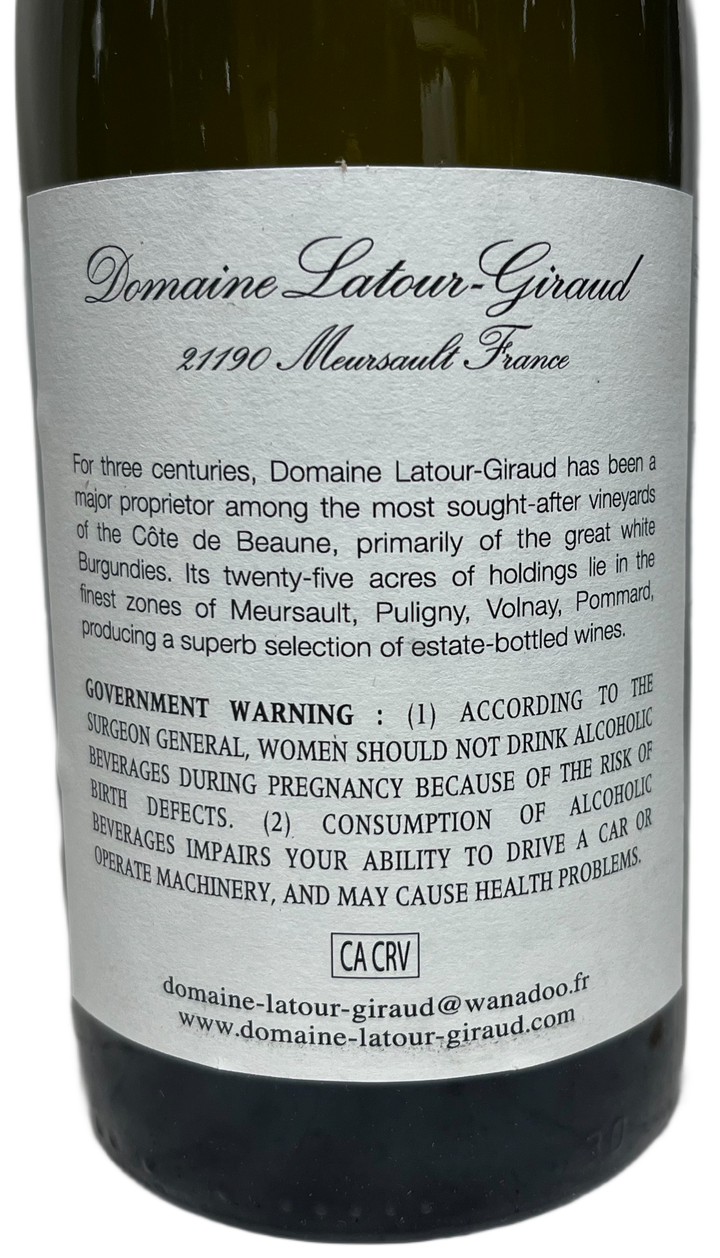 Domaine Latour-Giraud
21190 Meursault France
For three centuries, Domaine Latour-Giraud has been a
major proprietor among the most sought-after vineyards
of the Côte de Beaune, primarily of the great white
Burgundies. Its twenty-five acres of holdings lie in the
finest zones of Meursault, Puligny, Volnay, Pommard,
producing a superb selection of estate-bottled wines.
GOVERNMENT WARNING : (1) ACCORDING TO THE
SURGEON GENERAL, WOMEN SHOULD NOT DRINK ALCOHOLIC
BEVERAGES DURING PREGNANCY BECAUSE OF THE RISK OF
BIRTH DEFECTS. (2) CONSUMPTION OF ALCOHOLIC
BEVERAGES IMPAIRS YOUR ABILITY TO DRIVE A CAR OR
OPERATE MACHINERY, AND MAY CAUSE HEALTH PROBLEMS.
CA CRV
domaine-latour-giraud@wanadoo.fr
www.domaine-latour-giraud.com